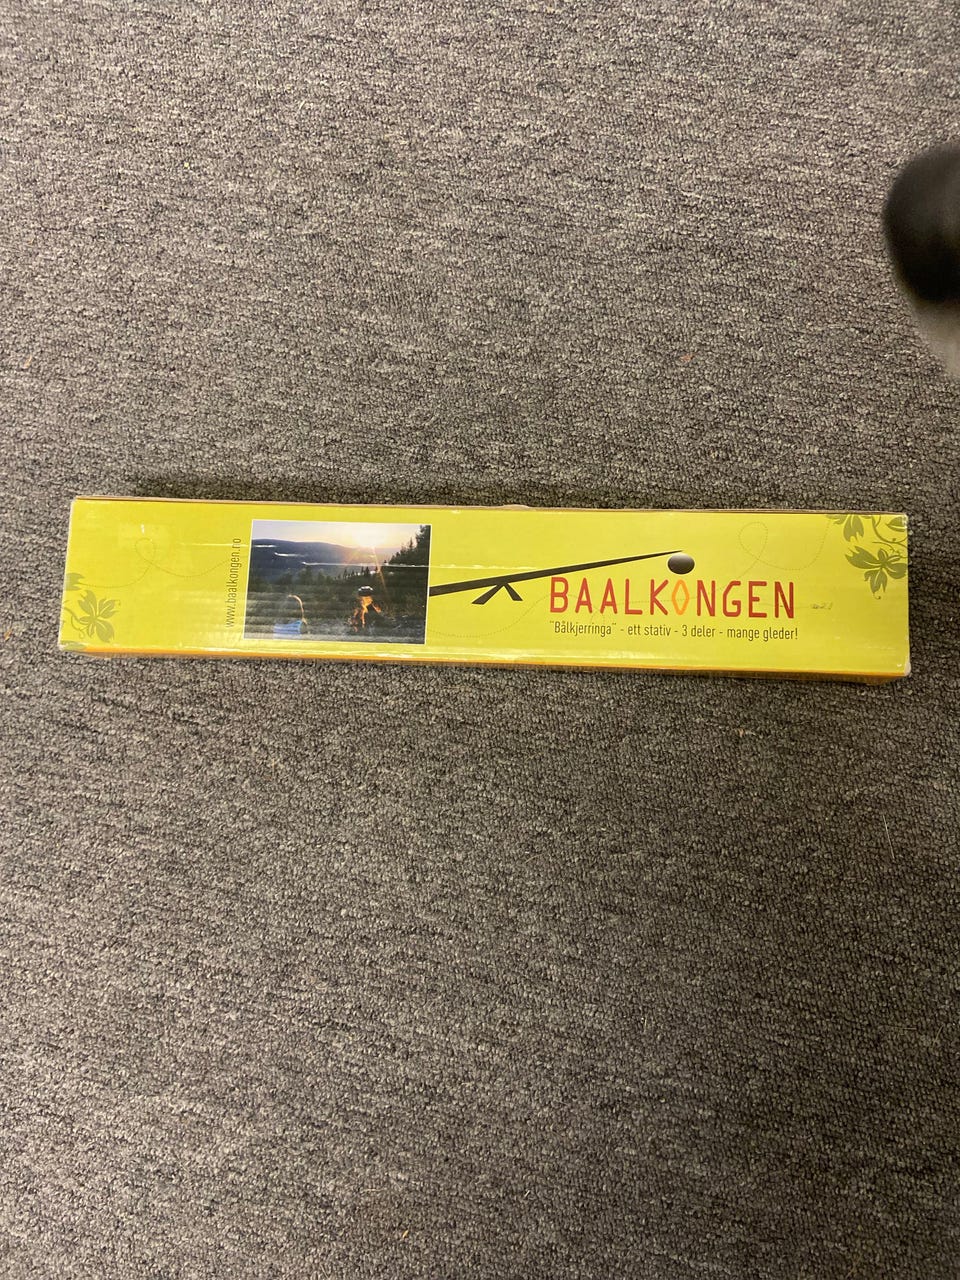 www.baalkongen.no
BAALKONGEN
"Bålkjerringa" - ett stativ - 3 deler - mange gleder!